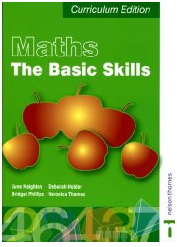 Curriculum Edition
Maths
The Basic Skills
June Haighton Deborah Holder
Bridget Phillips Veronica Thomas
nelson thornes